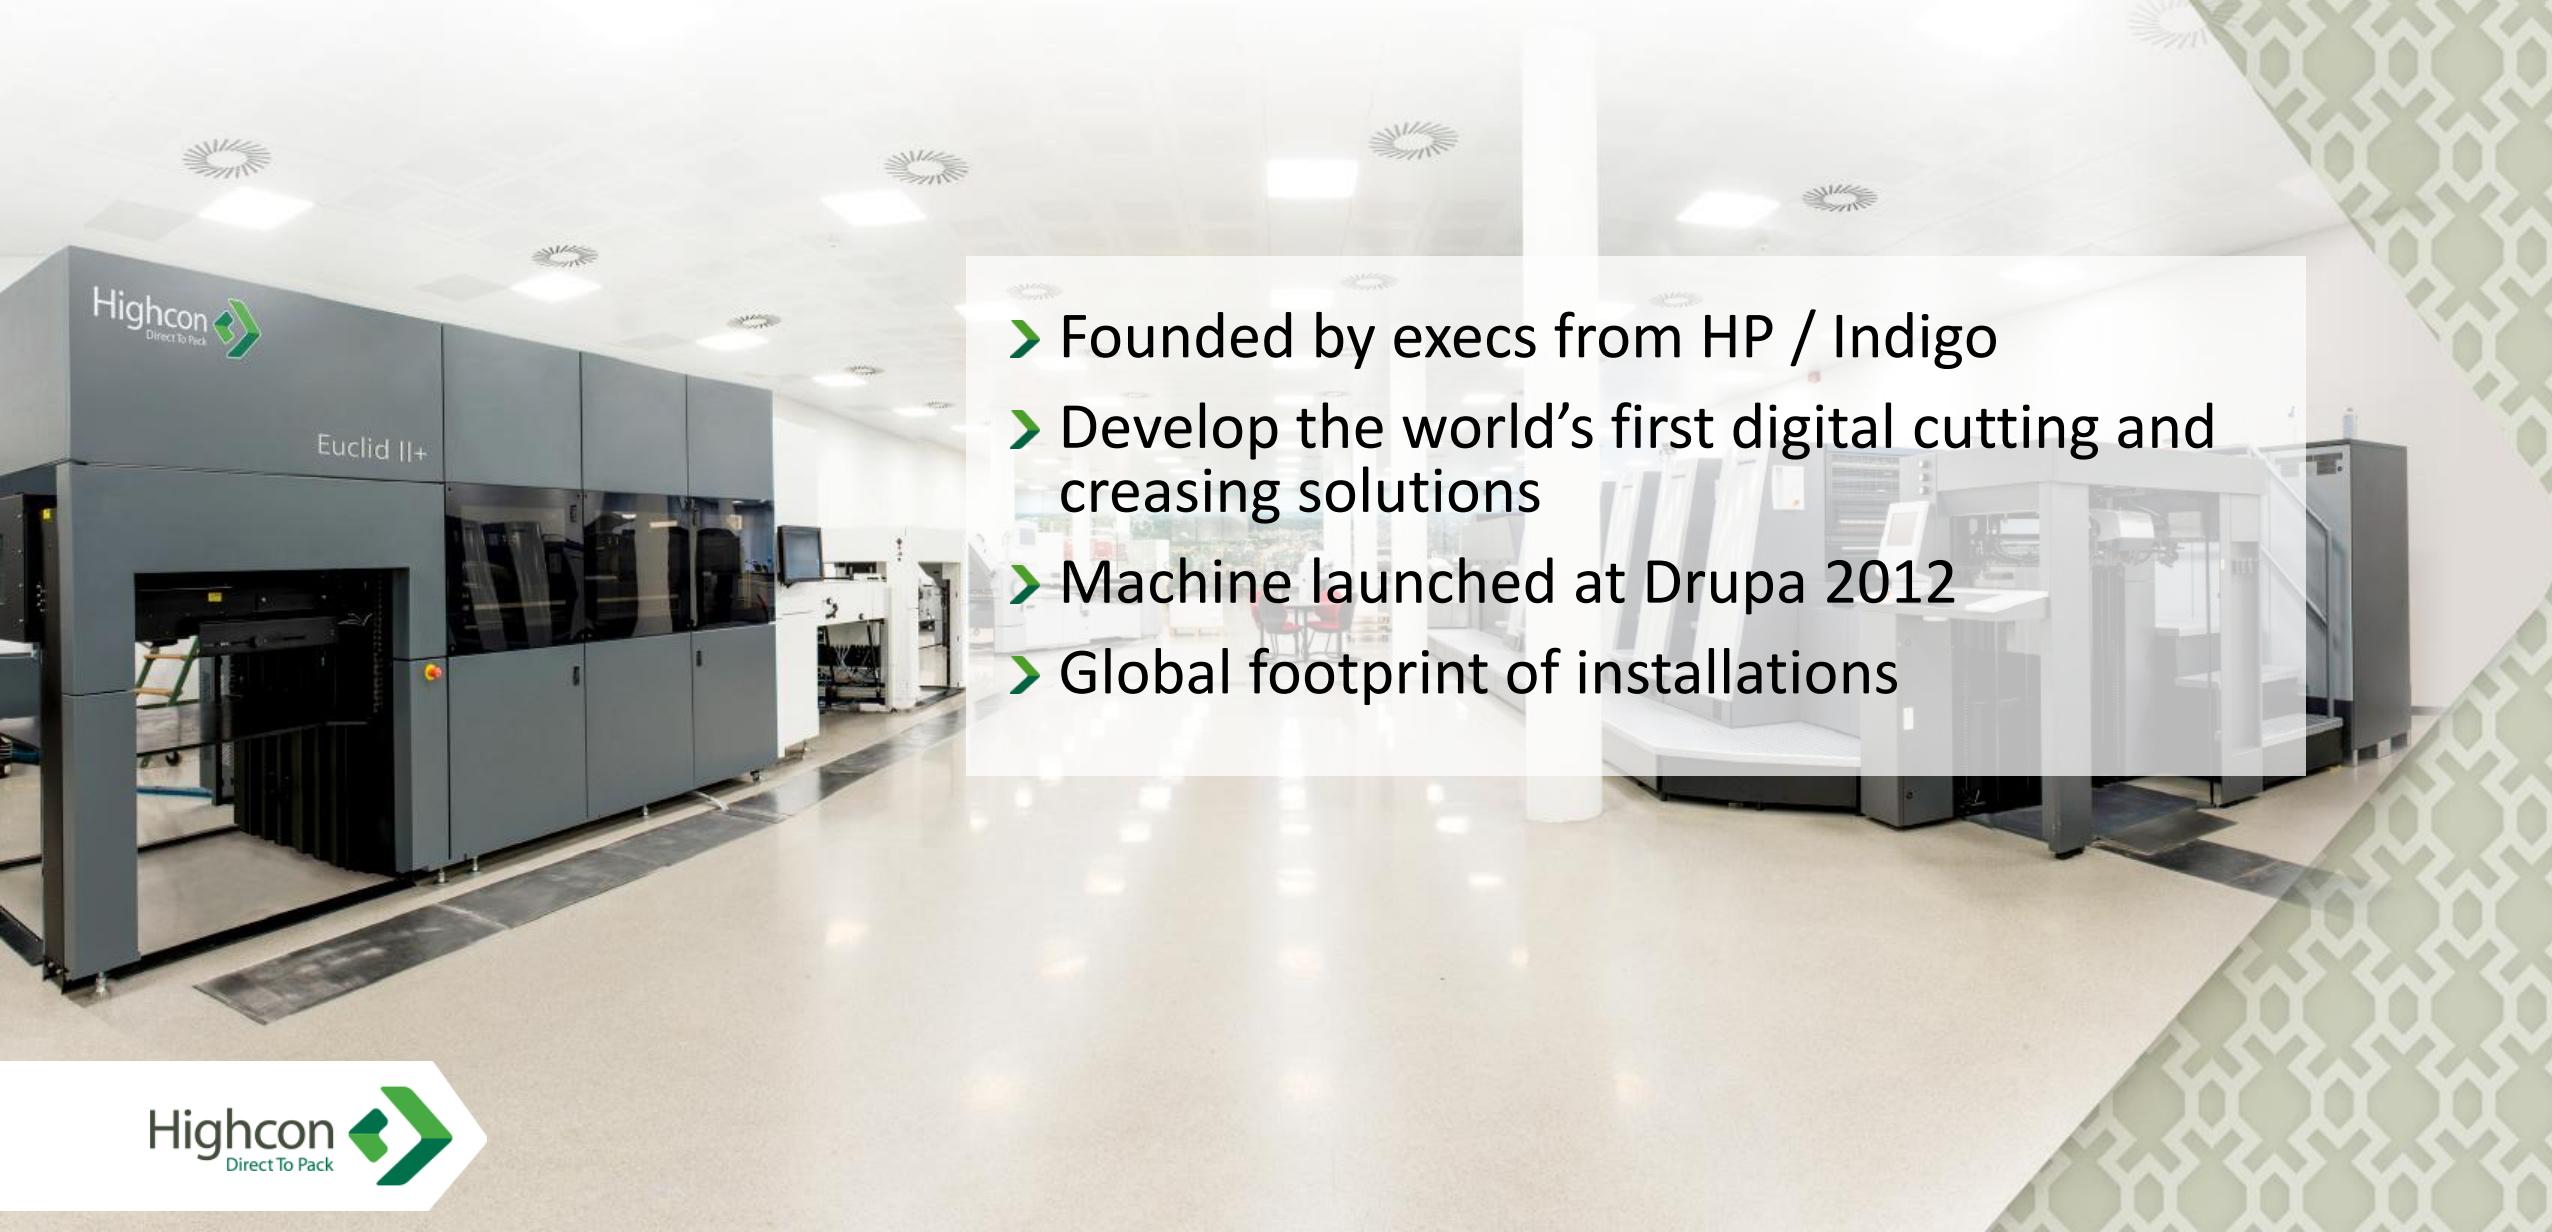 Highcon
Direct To Pack
Euclid II+
Founded by execs from HP / Indigo
Develop the world’s first digital cutting and
creasing solutions
Machine launched at Drupa 2012
Global footprint of installations
Highcon
Direct To Pack